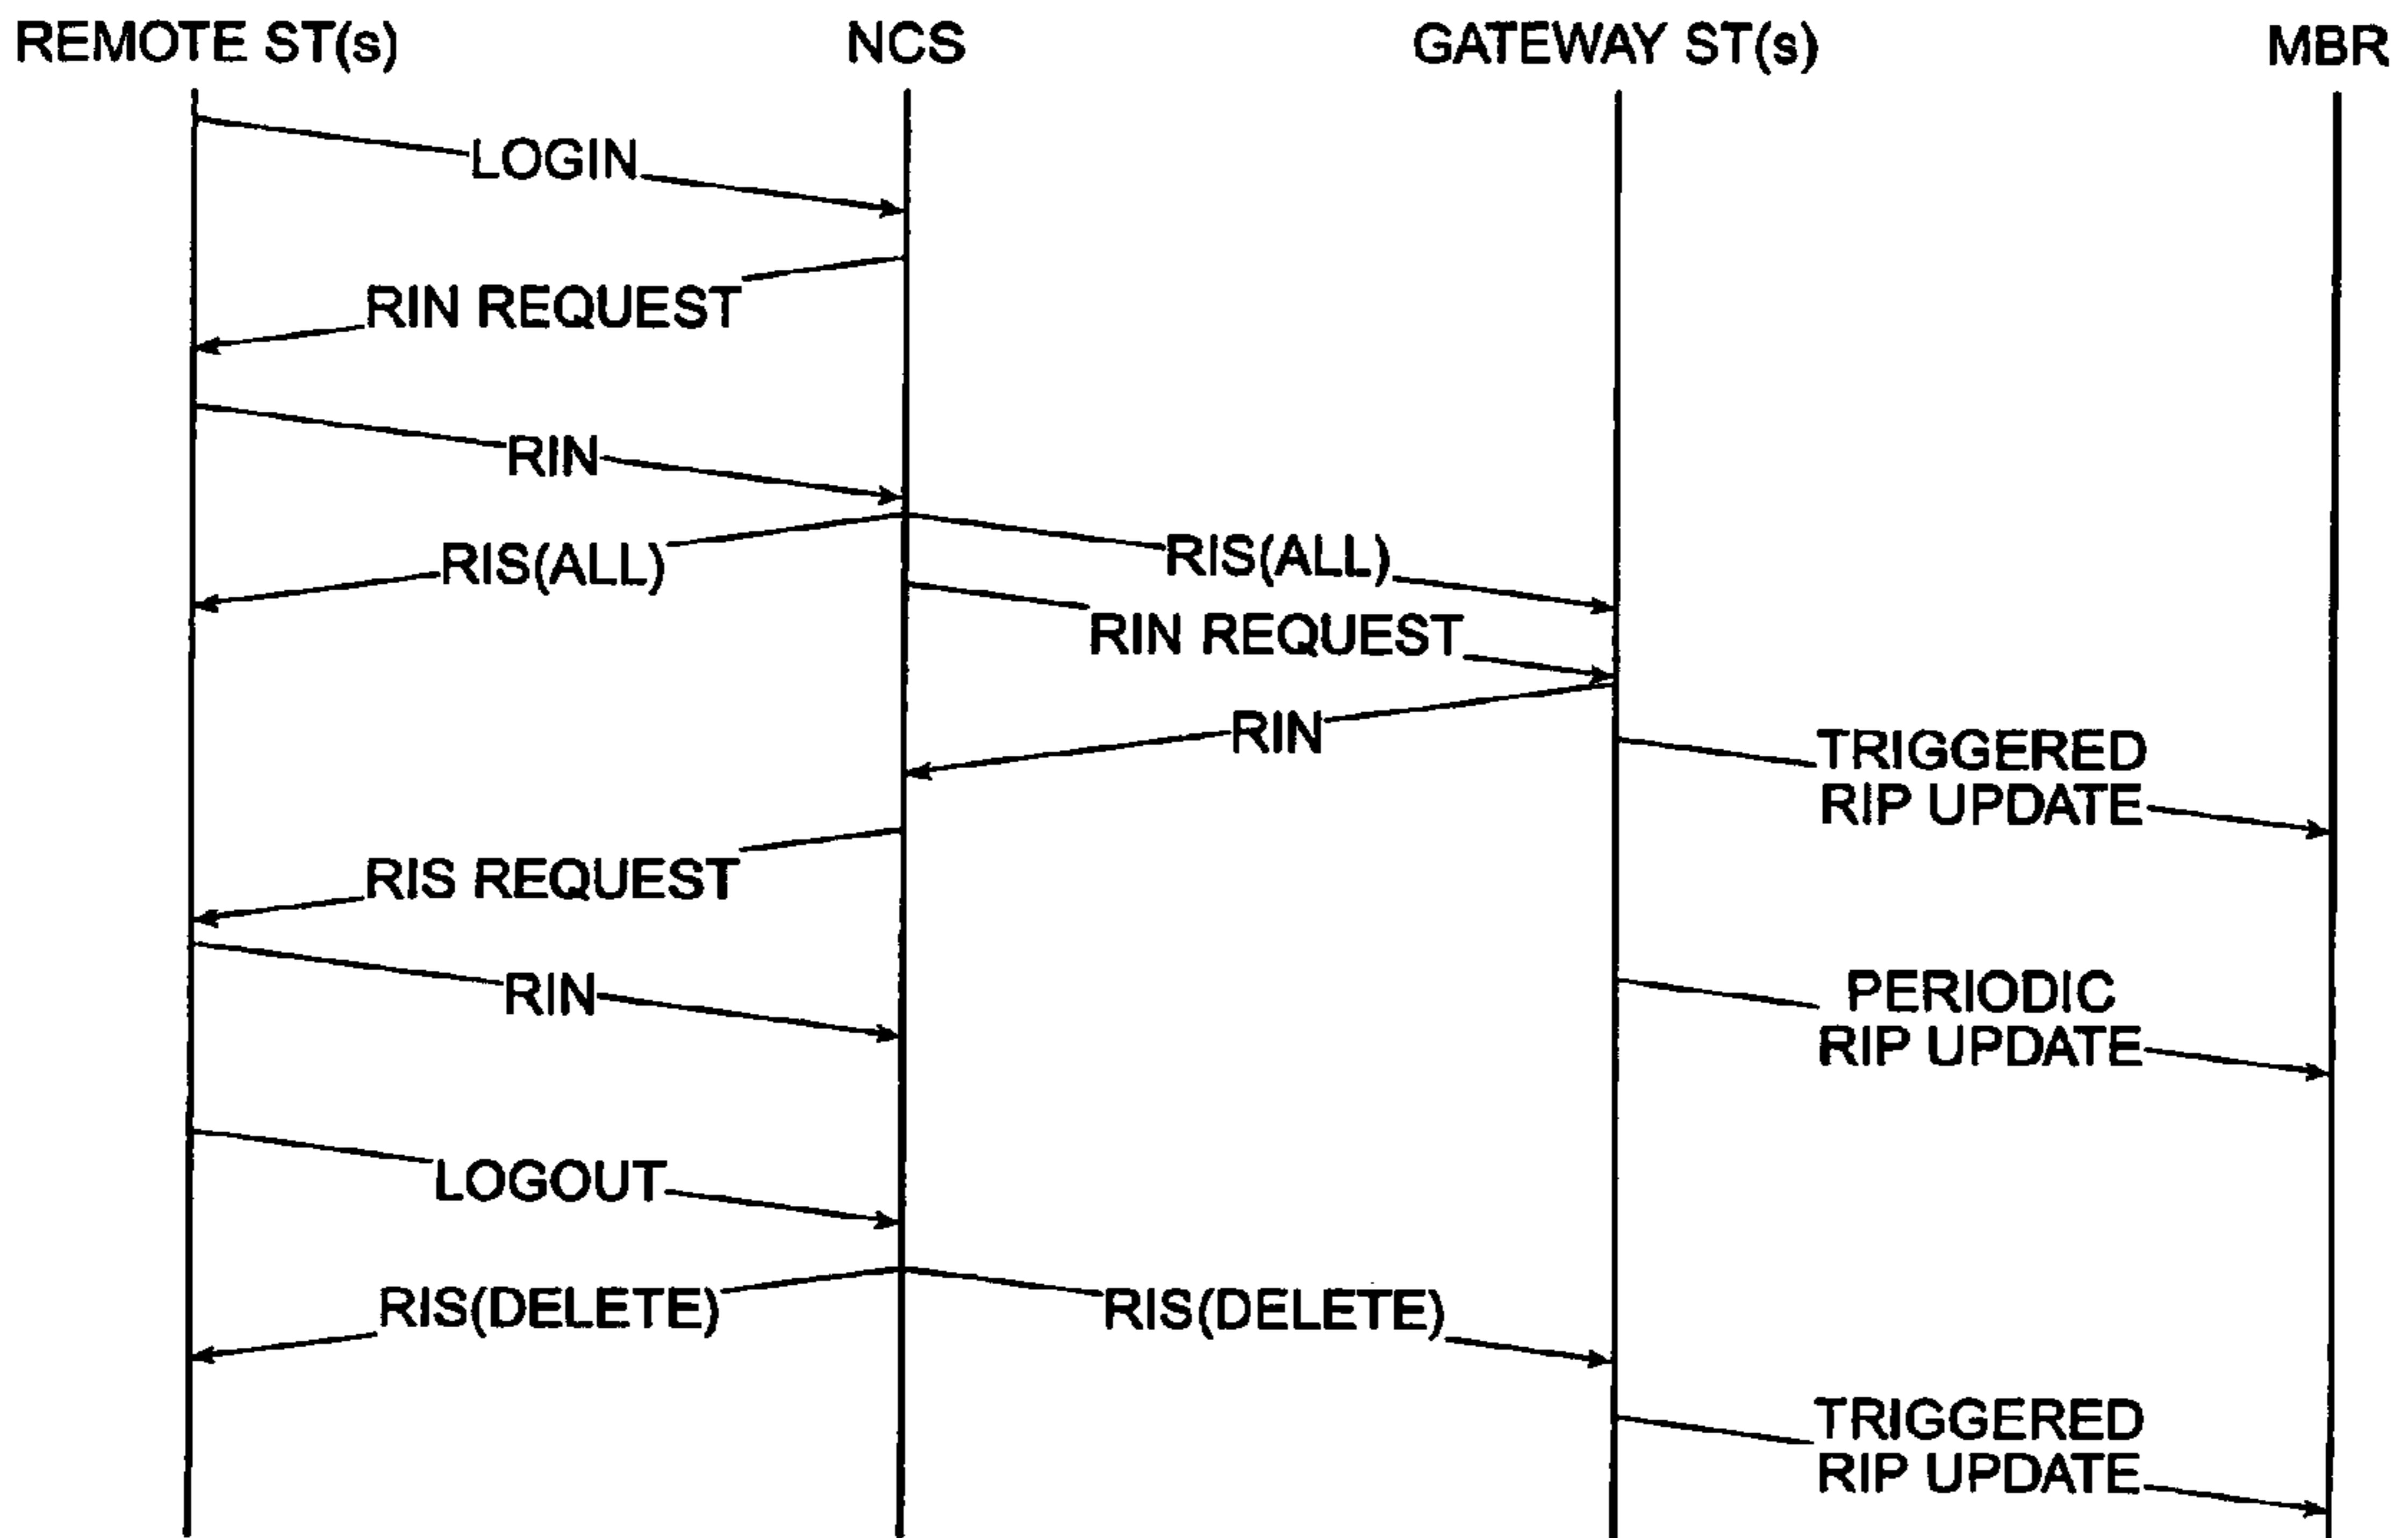 REMOTE ST(s)
NCS
GATEWAY ST(s)
MBR
LOGIN
RIN REQUEST
RIN
RIS(ALL)
RIS(ALL)
RIN REQUEST
RIN
TRIGGERED
RIP UPDATE
RIS REQUEST
RIN
PERIODIC
RIP UPDATE
LOGOUT
RIS(DELETE)
RIS(DELETE)
TRIGGERED
RIP UPDATE